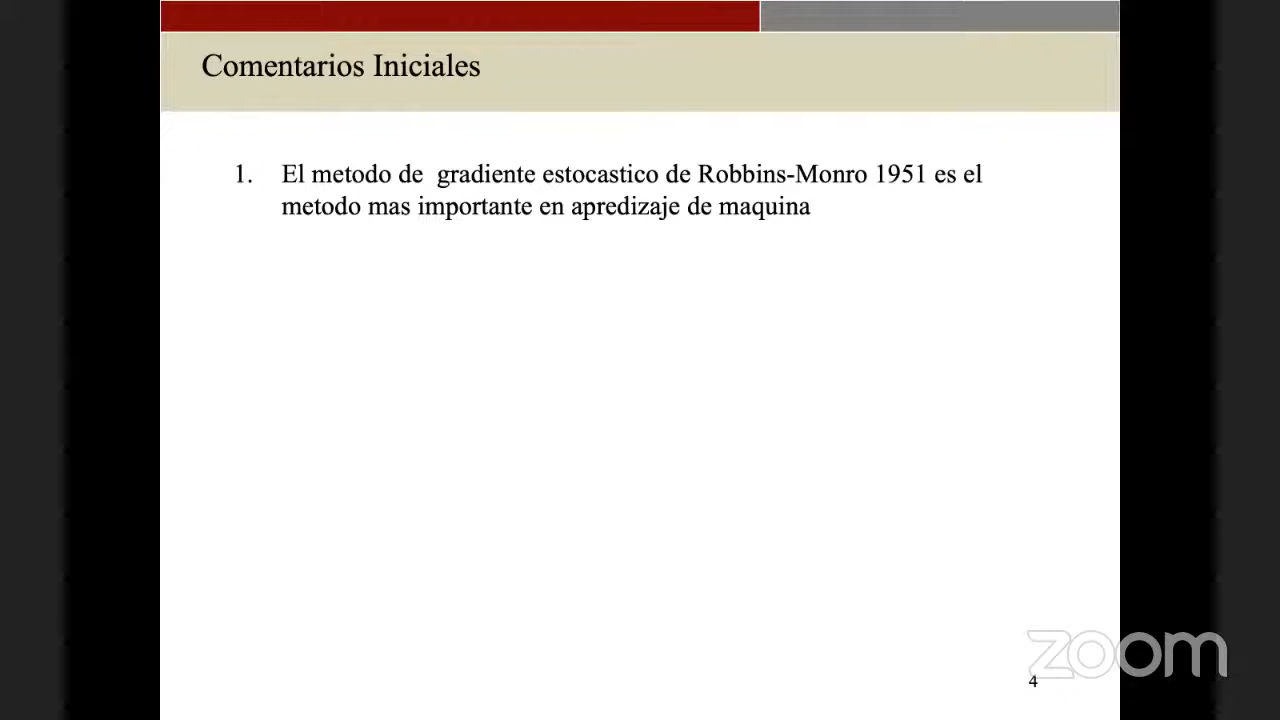 Comentarios Iniciales
1. El metodo de gradiente estocastico de Robbins-Monro 1951 es el
metodo mas importante en apredizaje de maquina
zoom
4